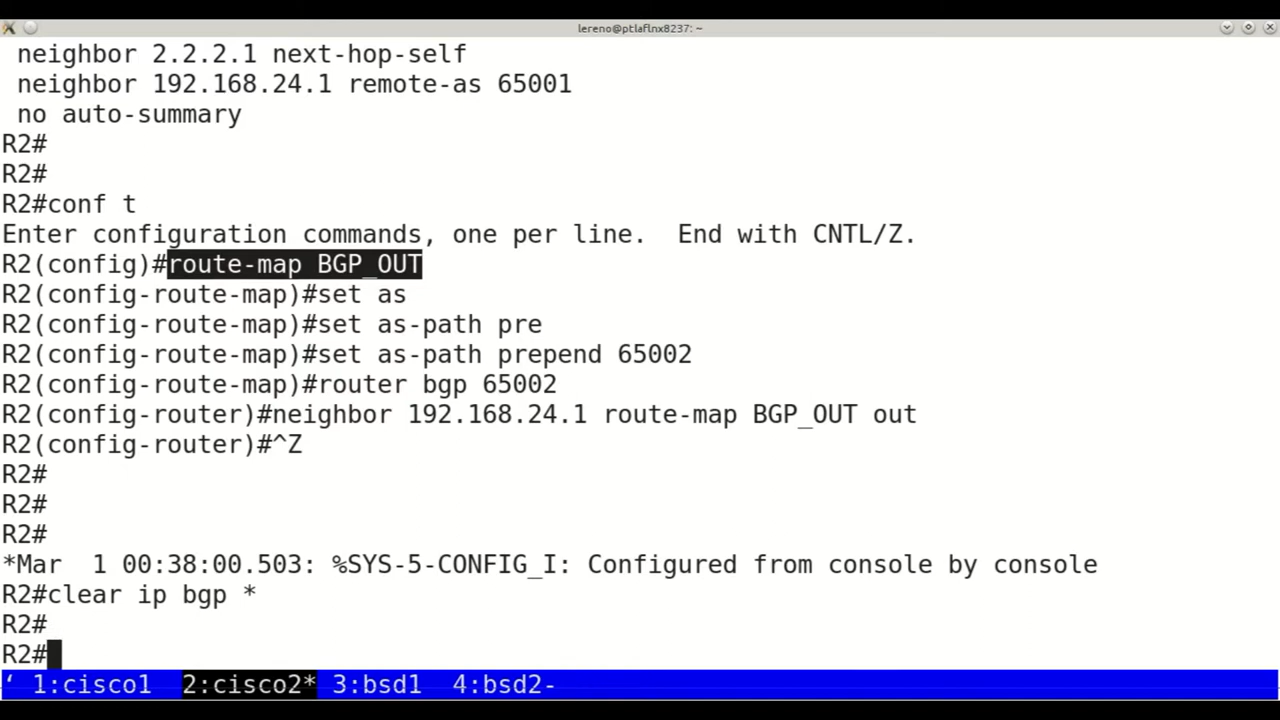 lereno@ptlaflnx8237: ~
neighbor 2.2.2.1 next-hop-self
neighbor 192.168.24.1 remote-as 65001
no auto-summary
R2#
R2#
R2#conf t
Enter configuration commands, one per line.  End with CNTL/Z.
R2(config)#route-map BGP_OUT
R2(config-route-map)#set as
R2(config-route-map)#set as-path pre
R2(config-route-map)#set as-path prepend 65002
R2(config-route-map)#router bgp 65002
R2(config-router)#neighbor 192.168.24.1 route-map BGP_OUT out
R2(config-router)#^Z
R2#
R2#
R2#
*Mar  1 00:38:00.503: %SYS-5-CONFIG_I: Configured from console by console
R2#clear ip bgp *
R2#
R2#
‘ 1:cisco1  2:cisco2* 3:bsd1  4:bsd2-